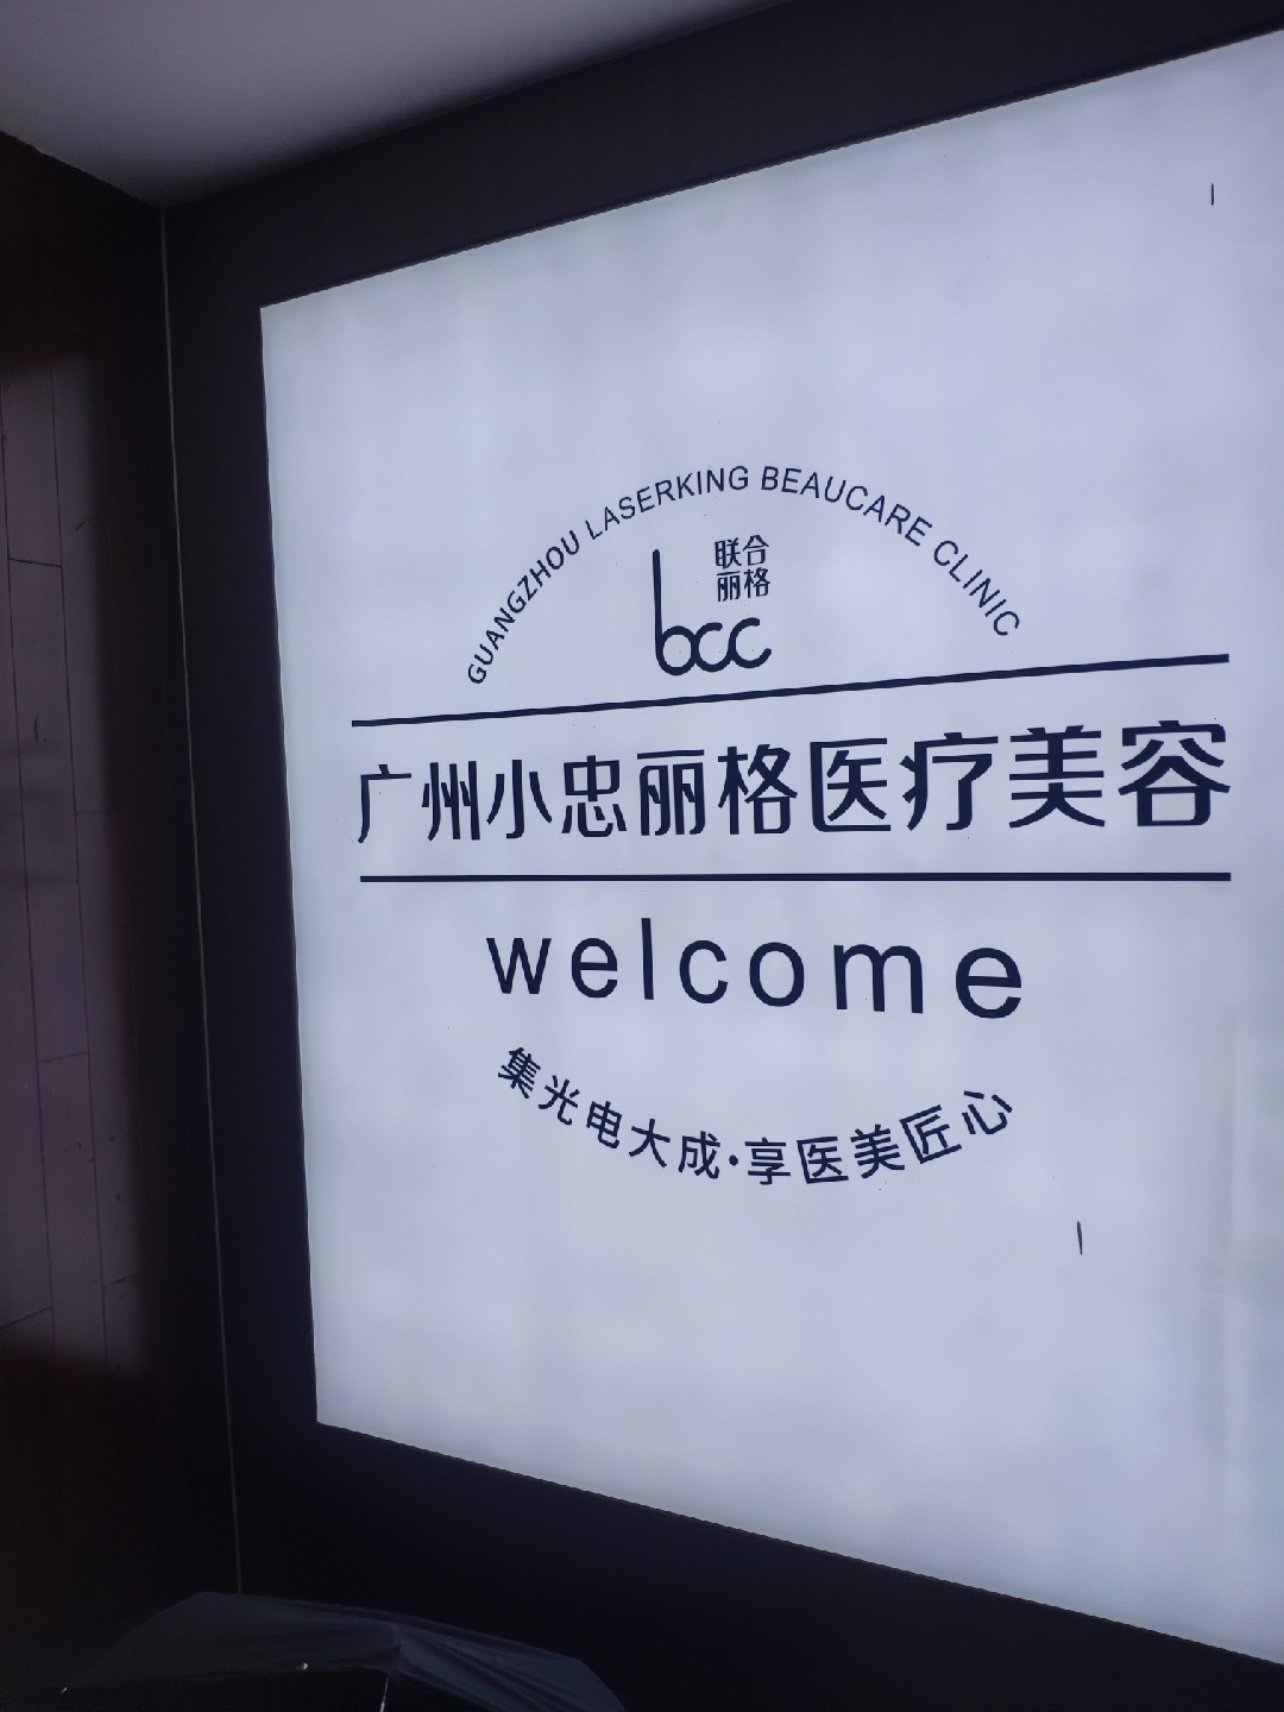 GUANGZHOU LASERKING BEAUCARE CLINIC
联合
丽格
bcc
广州小忠丽格医疗美容
welcome
集光电大成·享医美匠心